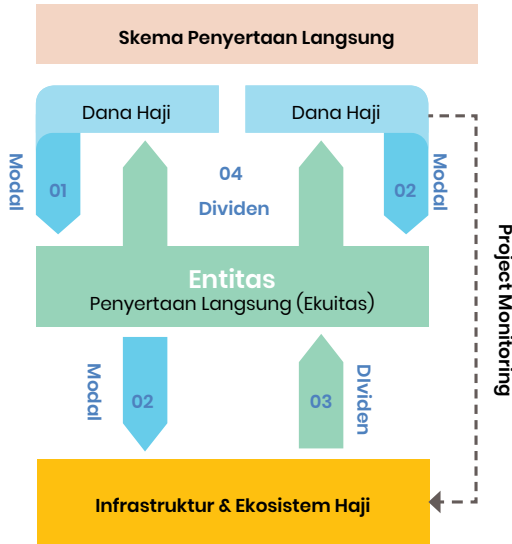 Skema Penyertaan Langsung
Dana Haji
Dana Haji
Modal
01
04
Dividen
02
Modal
Entitas
Penyertaan Langsung (Ekuitas)
Project Monitoring
Modal
02
03
DIviden
Infrastruktur & Ekosistem Haji